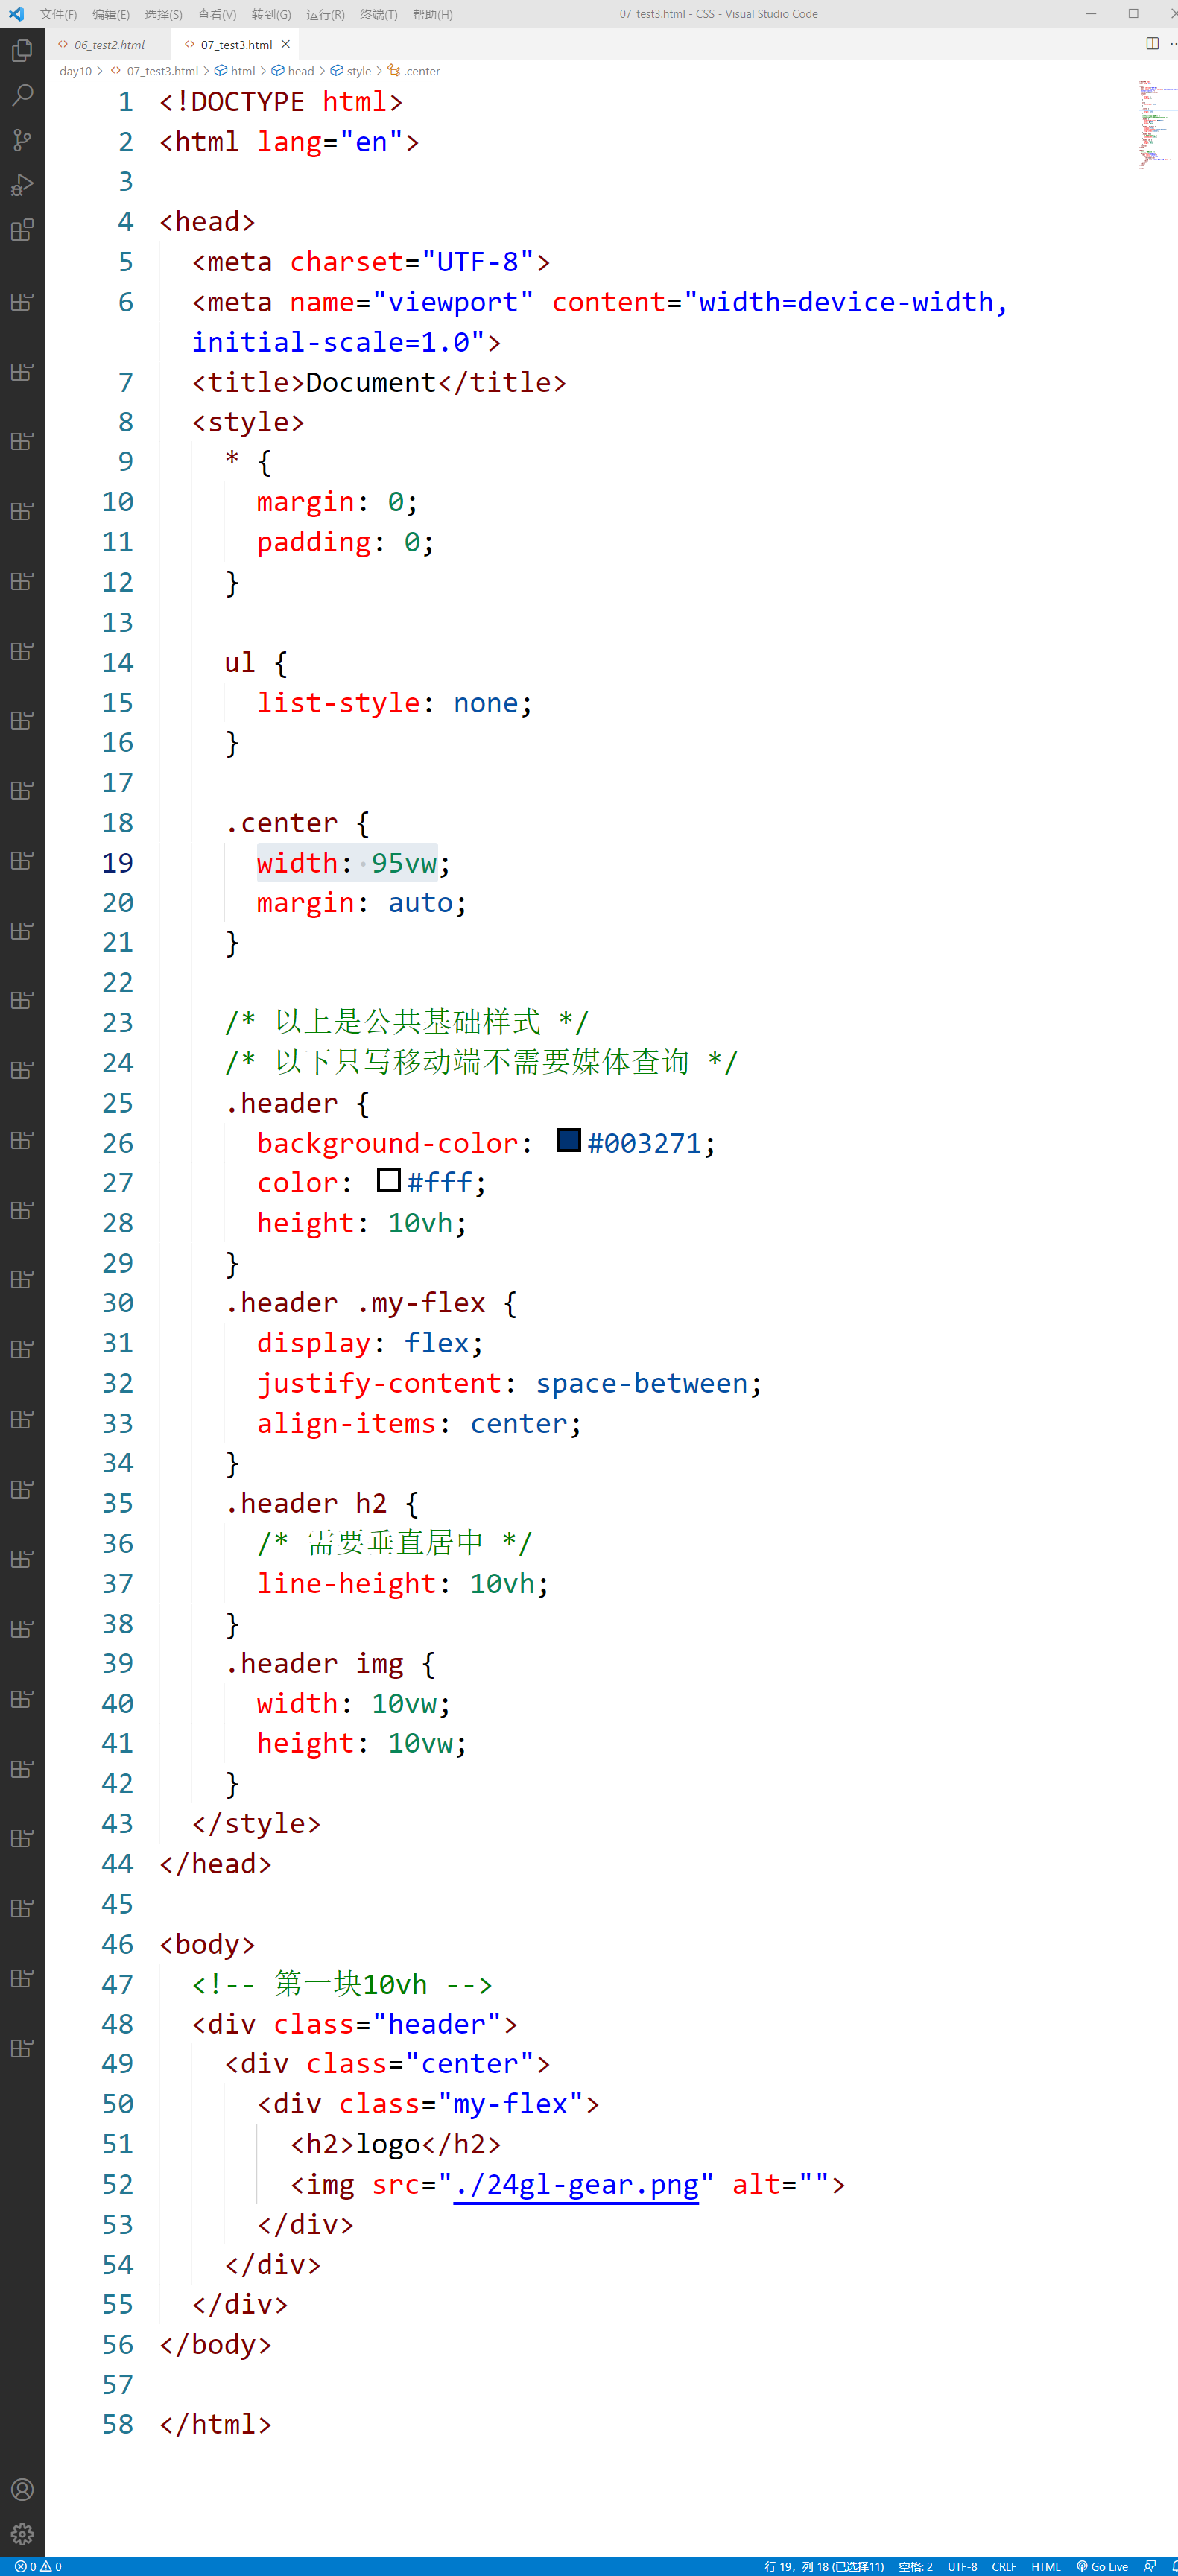 文件(F) 编辑(E) 选择(S) 查看(V) 转到(G) 运行(R) 终端(T) 帮助(H) 07_test3.html - CSS - Visual Studio Code
06_test2.html 07_test3.html
day10 > 07_test3.html > html > head > style > .center
1 <!DOCTYPE html>
2 <html lang="en">
3
4 <head>
5 <meta charset="UTF-8">
6 <meta name="viewport" content="width=device-width,
initial-scale=1.0">
7 <title>Document</title>
8 <style>
9 * {
10 margin: 0;
11 padding: 0;
12 }
13
14 ul {
15 list-style: none;
16 }
17
18 .center {
19 width: 95vw;
20 margin: auto;
21 }
22
23 /* 以上是公共基础样式 */
24 /* 以下只写移动端不需要媒体查询 */
25 .header {
26 background-color: #003271;
27 color: #fff;
28 height: 10vh;
29 }
30 .header .my-flex {
31 display: flex;
32 justify-content: space-between;
33 align-items: center;
34 }
35 .header h2 {
36 /* 需要垂直居中 */
37 line-height: 10vh;
38 }
39 .header img {
40 width: 10vw;
41 height: 10vw;
42 }
43 </style>
44 </head>
45
46 <body>
47 <!-- 第一块10vh -->
48 <div class="header">
49 <div class="center">
50 <div class="my-flex">
51 <h2>logo</h2>
52 <img src="./24gl-gear.png" alt="">
53 </div>
54 </div>
55 </div>
56 </body>
57
58 </html>
0 0 行 19，列 18 (已选择11) 空格: 2 UTF-8 CRLF HTML Go Live